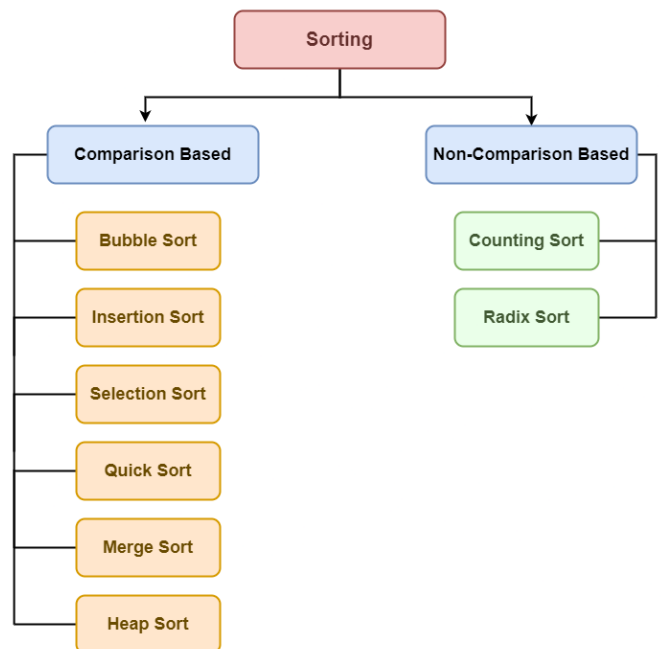 Sorting
Comparison Based
Non-Comparison Based
Bubble Sort
Counting Sort
Insertion Sort
Radix Sort
Selection Sort
Quick Sort
Merge Sort
Heap Sort